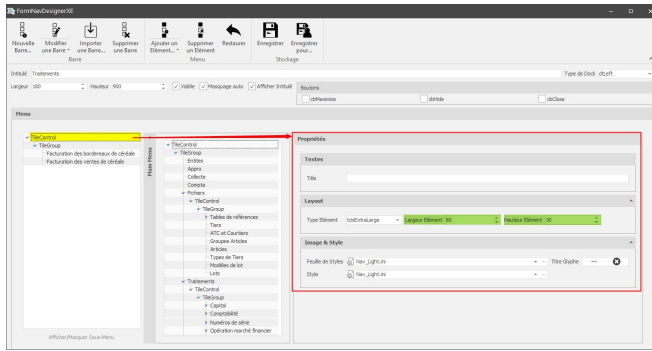 FormNavDesignerXE
Nouvelle Barre...
Modifier une Barre
Importer une Barre...
Supprimer une Barre
Ajouter un Elément...
Supprimer un Elément
Restaurer
Enregistrer
Enregistrer pour...
Barre
Menu
Stockage
Intitulé Traitements
Type de Dock dtLeft
Largeur 180 Hauteur 900 Visible Masquage auto Afficher Intitulé
Boutons
cbMaximize cbHide cbClose
Menu
TileControl
TileGroup
Facturation des bordereaux de céréale
Facturation des ventes de céréale
Afficher/Masquer Sous-Menu
Main Menu
TileControl
TileGroup
Entites
Appro
Collecte
Compta
Fichiers
TileControl
TileGroup
Tables de références
Tiers
ATC et Courtiers
Groupes Articles
Articles
Types de Tiers
Modèles de lot
Lots
Traitements
TileControl
TileGroup
Capital
Comptabilité
Numéros de série
Opération marché financier
Propriétés
Textes
Title
Layout
Type Elément tcisExtraLarge Largeur Elément 80 Hauteur Elément 30
Image & Style
Feuille de Styles Nav_Light.ini Titre Glyphe
Style Nav_Light.ini